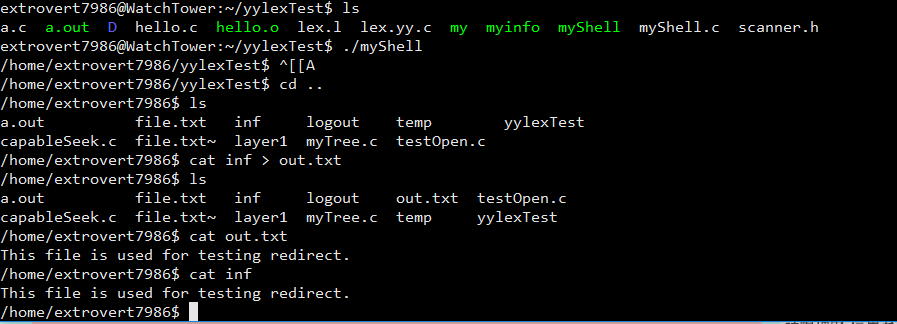 extrovert7986@WatchTower:~/yylexTest$ ls
a.c  a.out  D  hello.c  hello.o  lex.l  lex.yy.c  my  myinfo  myShell  myShell.c  scanner.h
extrovert7986@WatchTower:~/yylexTest$ ./myShell
/home/extrovert7986/yylexTest$ ^[[A
/home/extrovert7986/yylexTest$ cd ..
/home/extrovert7986$ ls
a.out          file.txt   inf     logout    temp        yylexTest
capableSeek.c  file.txt~  layer1  myTree.c  testOpen.c
/home/extrovert7986$ cat inf > out.txt
/home/extrovert7986$ ls
a.out          file.txt   inf     logout    out.txt  testOpen.c
capableSeek.c  file.txt~  layer1  myTree.c  temp     yylexTest
/home/extrovert7986$ cat out.txt
This file is used for testing redirect.
/home/extrovert7986$ cat inf
This file is used for testing redirect.
/home/extrovert7986$